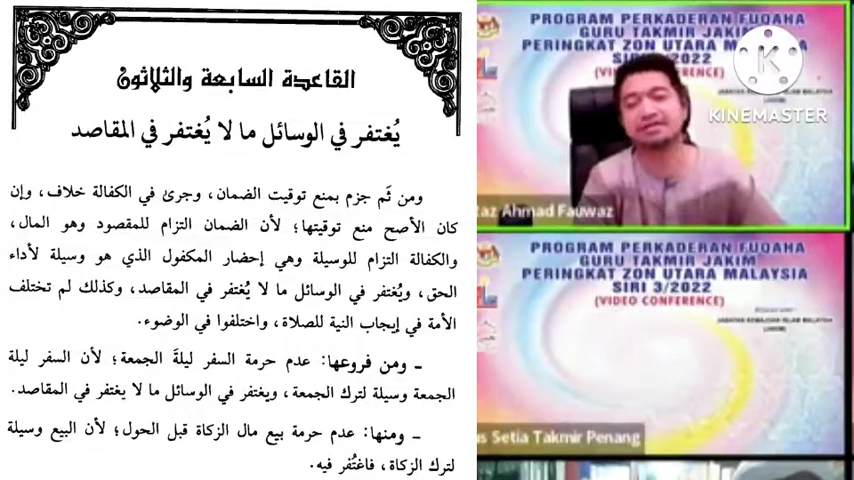 القاعدة السابعة والثلاثون
يُغتفر في الوسائل ما لا يُغتفر في المقاصد
ومن ثَم جزم بمنع توقيت الضمان، وجرىٰ في الكفالة خلاف، وإن
كان الأصح منع توقيتها؛ لأن الضمان التزام للمقصود وهو المال،
والكفالة التزام للوسيلة وهي إحضار المكفول الذي هو وسيلة لأداء
الحق، ويُغتفر في الوسائل ما لا يُغتفر في المقاصد، وكذلك لم تختلف
الأمة في إيجاب النية للصلاة، واختلفوا في الوضوء.
ـ ومن فروعها: عدم حرمة السفر ليلةَ الجمعة؛ لأن السفر ليلة
الجمعة وسيلة لترك الجمعة، ويغتفر في الوسائل ما لا يغتفر في المقاصد.
ـ ومنها: عدم حرمة بيع مال الزكاة قبل الحول؛ لأن البيع وسيلة
لترك الزكاة، فاغتُفر فيه.
PROGRAM PERKADERAN FUQAHA
GURU TAKMIR JAKIM
PERINGKAT ZON UTARA M
SIRI 2022
KINEMASTER
taz Ahmad Fauwaz
PROGRAM PERKADERAN FUQAHA
GURU TAKMIR JAKIM
PERINGKAT ZON UTARA MALAYSIA
SIRI 3/2022
(VIDEO CONFERENCE)
JABATAN KEMAJUAN ISLAM MALAYSIA
(JAKIM)
us Setia Takmir Penang